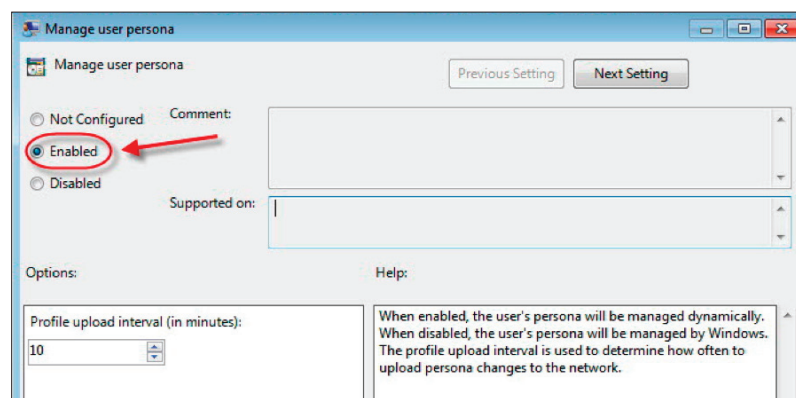 Manage user persona
Manage user persona
Previous Setting
Next Setting
Not Configured
Comment:
Enabled
Disabled
Supported on:
Options:
Help:
Profile upload interval (in minutes):
10
When enabled, the user's persona will be managed dynamically.
When disabled, the user's persona will be managed by Windows.
The profile upload interval is used to determine how often to
upload persona changes to the network.